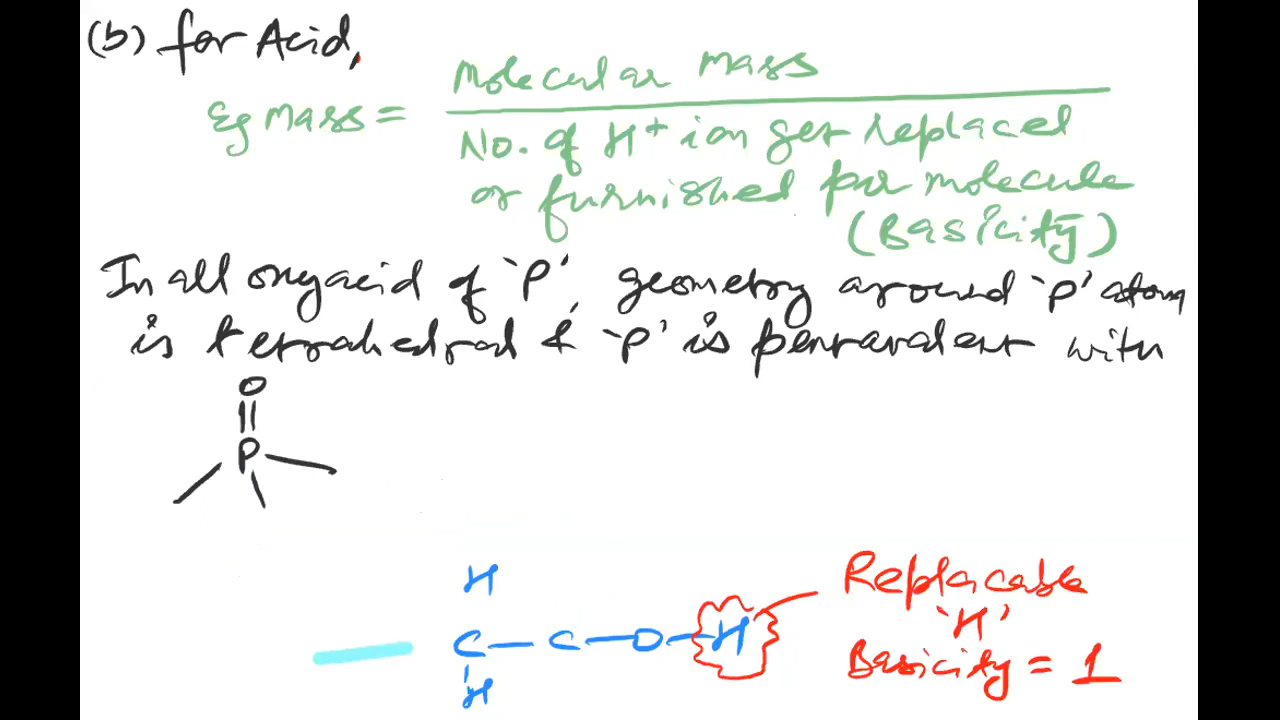 (b) for Acid,
Eq Mass = Molecular Mass
No. of H+ ion get replaced
or furnished per molecule
(Basicity)
In all oxyacid of 'P', geometry around 'P' atom
is tetrahedral & 'P' is pentavalent with
O
P
H
C - C - O - H
H
Replacable
'H'
Basicity = 1